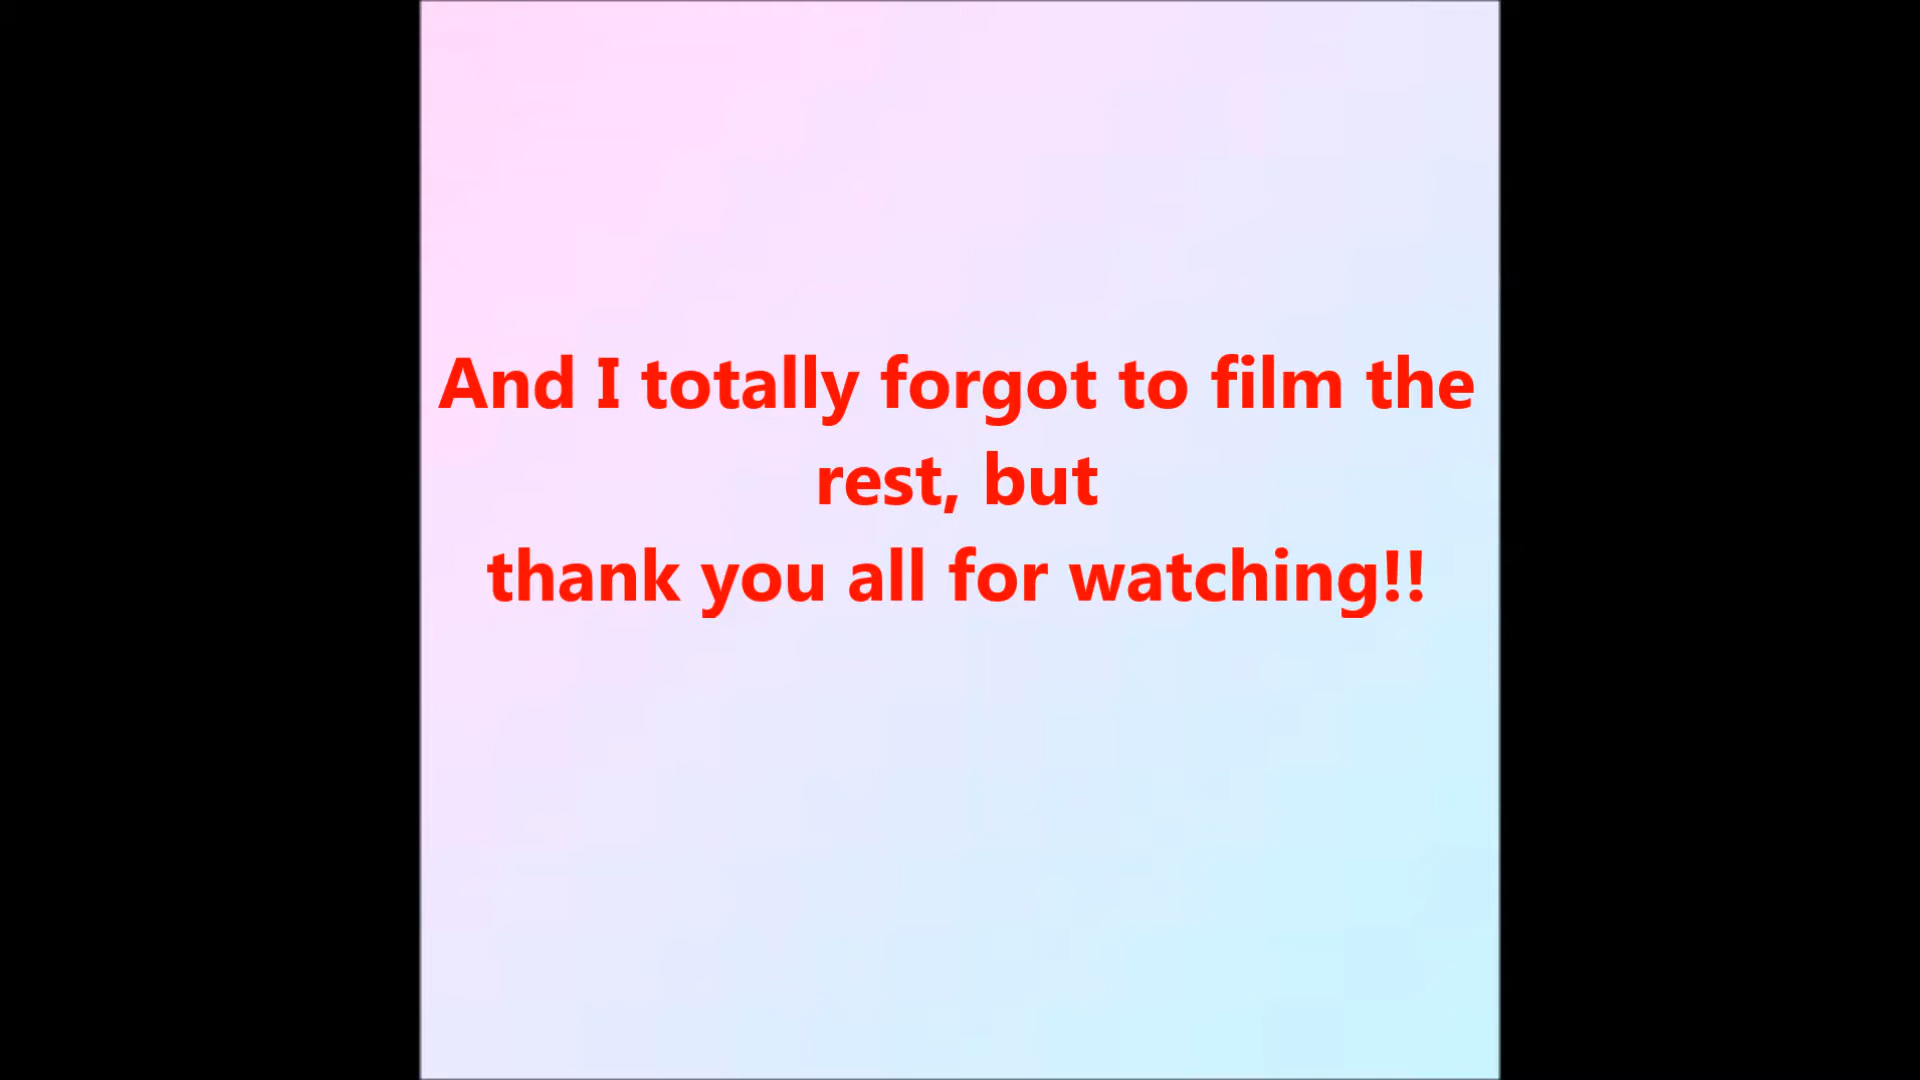 And I totally forgot to film the
rest, but
thank you all for watching!!